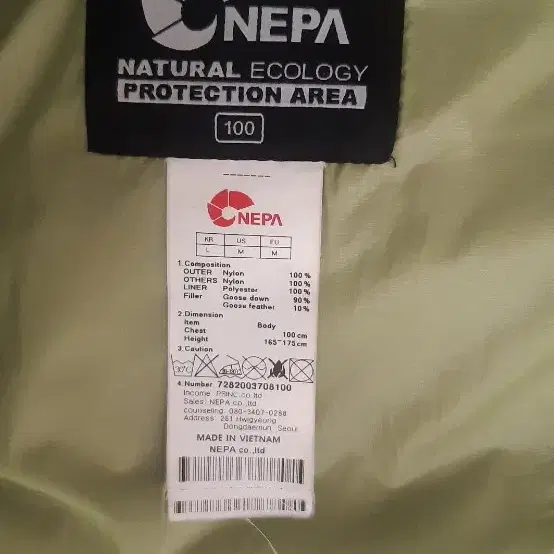 NEPA
NATURAL ECOLOGY
PROTECTION AREA
100
NEPA
KR US EU
L M M
1.Composition
OUTER Nylon 100%
OTHERS Nylon 100%
LINER Polyester 100%
Filler Goose down 90%
Goose feather 10%
2.Dimension
Item Body
Chest 100cm
Height 165~175cm
3.Caution
30℃
4.Number 7282003708100
Income PRINC.co.,ltd
Sales NEPA co.,ltd
counseling: 080-3407-0288
Address : 261 Hwigyeong
Dongdaemun Seoul
MADE IN VIETNAM
NEPA co.,ltd